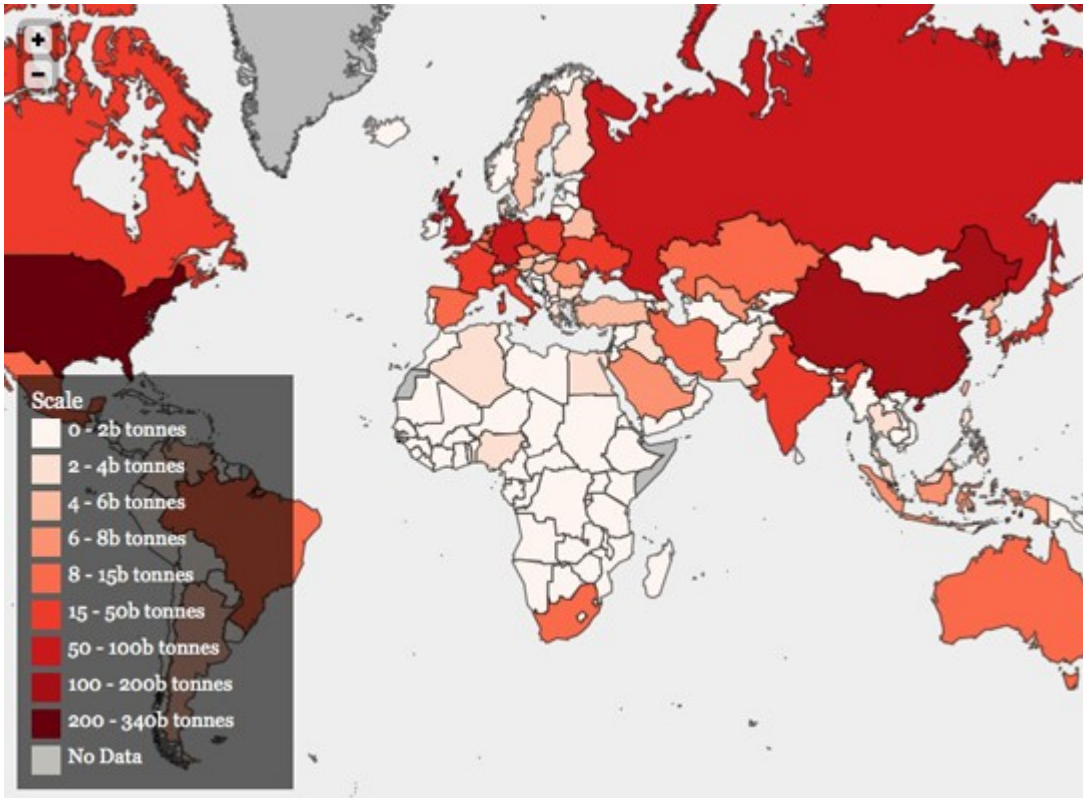 +
−
Scale
0 - 2b tonnes
2 - 4b tonnes
4 - 6b tonnes
6 - 8b tonnes
8 - 15b tonnes
15 - 50b tonnes
50 - 100b tonnes
100 - 200b tonnes
200 - 340b tonnes
No Data